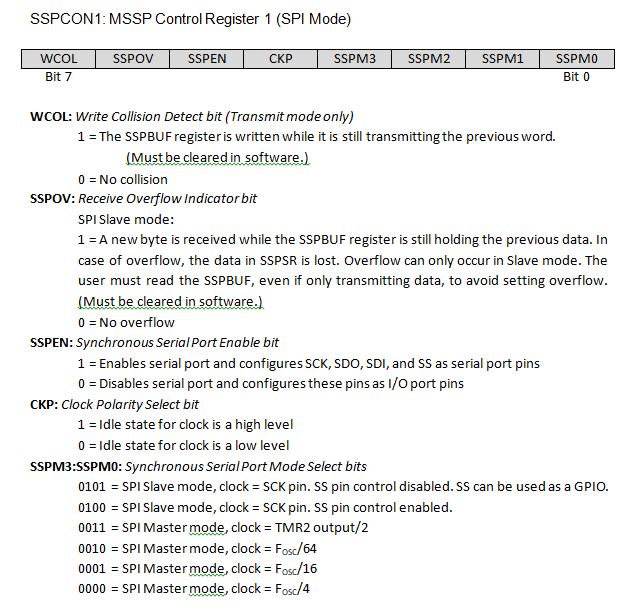 SSPCON1: MSSP Control Register 1 (SPI Mode)
WCOL SSPOV SSPEN CKP SSPM3 SSPM2 SSPM1 SSPM0
Bit 7 Bit 0
WCOL: Write Collision Detect bit (Transmit mode only)
1 = The SSPBUF register is written while it is still transmitting the previous word.
(Must be cleared in software.)
0 = No collision
SSPOV: Receive Overflow Indicator bit
SPI Slave mode:
1 = A new byte is received while the SSPBUF register is still holding the previous data. In
case of overflow, the data in SSPSR is lost. Overflow can only occur in Slave mode. The
user must read the SSPBUF, even if only transmitting data, to avoid setting overflow.
(Must be cleared in software.)
0 = No overflow
SSPEN: Synchronous Serial Port Enable bit
1 = Enables serial port and configures SCK, SDO, SDI, and SS as serial port pins
0 = Disables serial port and configures these pins as I/O port pins
CKP: Clock Polarity Select bit
1 = Idle state for clock is a high level
0 = Idle state for clock is a low level
SSPM3:SSPM0: Synchronous Serial Port Mode Select bits
0101 = SPI Slave mode, clock = SCK pin. SS pin control disabled. SS can be used as a GPIO.
0100 = SPI Slave mode, clock = SCK pin. SS pin control enabled.
0011 = SPI Master mode, clock = TMR2 output/2
0010 = SPI Master mode, clock = Fosc/64
0001 = SPI Master mode, clock = Fosc/16
0000 = SPI Master mode, clock = Fosc/4